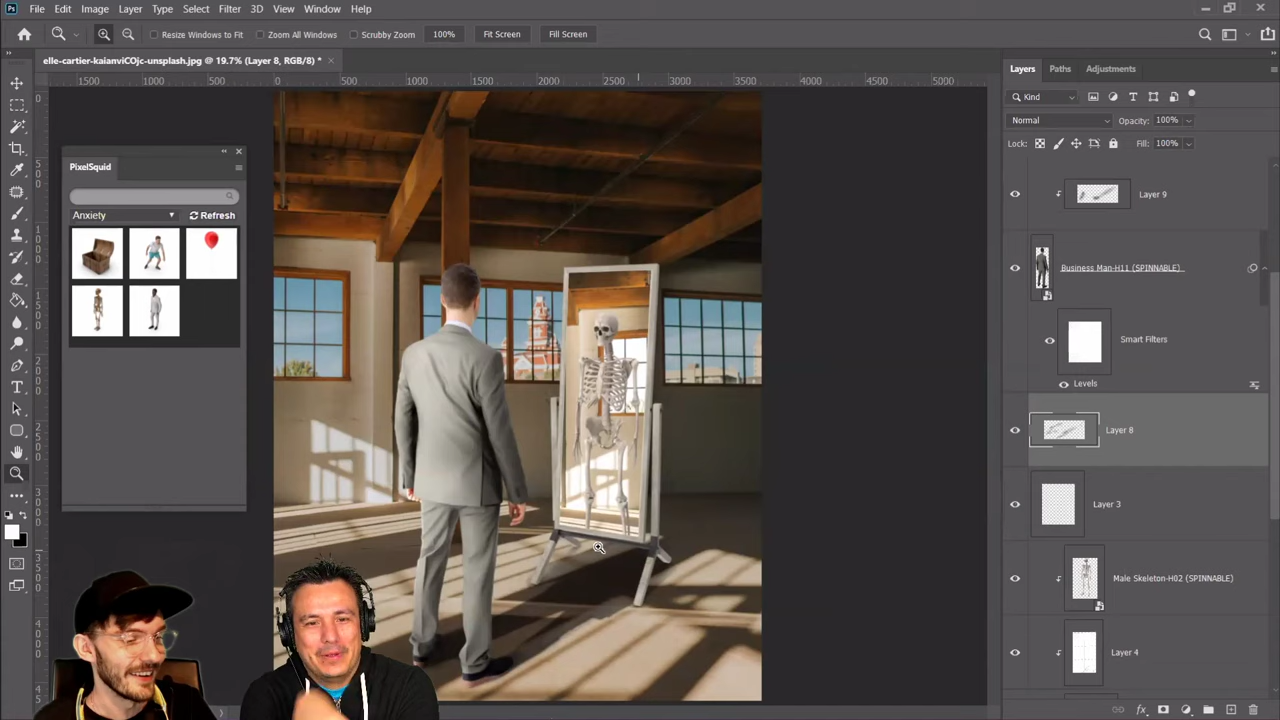 Ps File Edit Image Layer Type Select Filter 3D View Window Help
Resize Windows to Fit Zoom All Windows Scrubby Zoom 100% Fit Screen Fill Screen
elle-cartier-kaianviCOjc-unsplash.jpg @ 19.7% (Layer 8, RGB/8) *
1500 1000 500 0 500 1000 1500 2000 2500 3000 3500 4000 4500 5000
PixelSquid
Anxiety Refresh
Layers Paths Adjustments
Kind
Normal Opacity: 100%
Lock: Fill: 100%
Layer 9
Business Man-H11 (SPINNABLE)
Smart Filters
Levels
Layer 8
Layer 3
Male Skeleton-H02 (SPINNABLE)
Layer 4